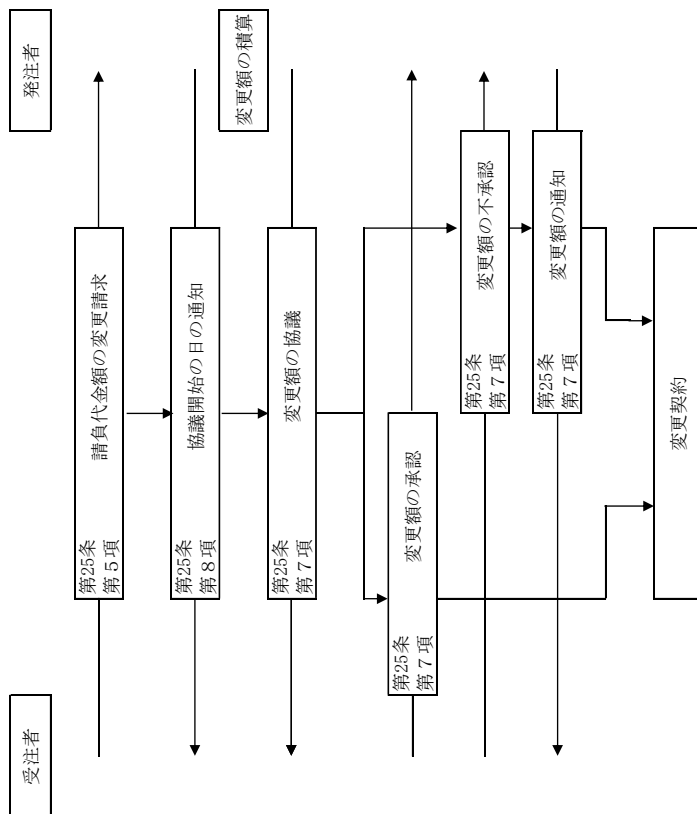 受注者
発注者
第25条
第５項
請負代金額の変更請求
第25条
第８項
協議開始の日の通知
変更額の積算
第25条
第７項
変更額の協議
第25条
第７項
変更額の承認
第25条
第７項
変更額の不承認
第25条
第７項
変更額の通知
変更契約